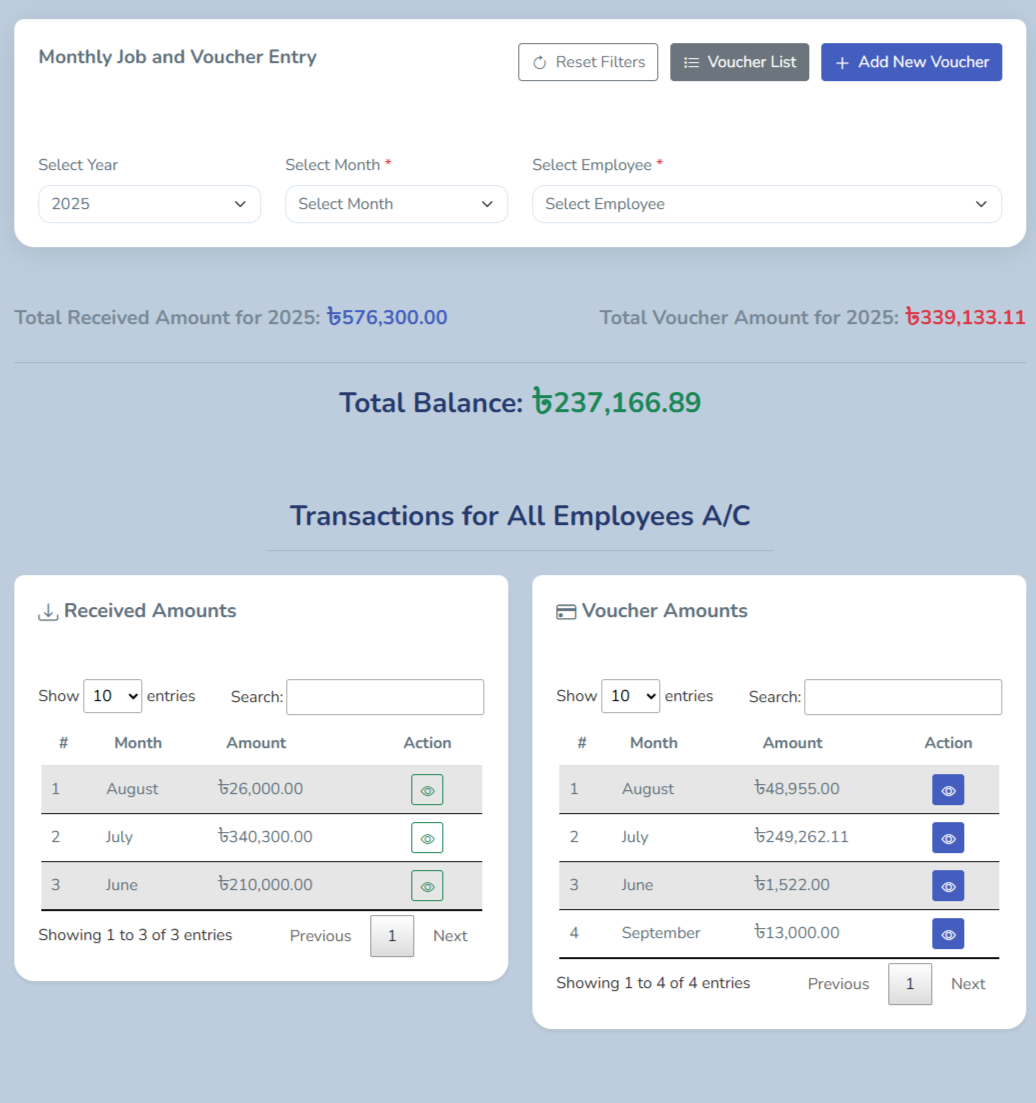 Monthly Job and Voucher Entry
Reset Filters
Voucher List
+ Add New Voucher
Select Year
Select Month *
Select Employee *
2025
Select Month
Select Employee
Total Received Amount for 2025: ৳576,300.00
Total Voucher Amount for 2025: ৳339,133.11
Total Balance: ৳237,166.89
Transactions for All Employees A/C
Received Amounts
Show 10 entries Search:
# Month Amount Action
1 August ৳26,000.00
2 July ৳340,300.00
3 June ৳210,000.00
Showing 1 to 3 of 3 entries Previous 1 Next
Voucher Amounts
Show 10 entries Search:
# Month Amount Action
1 August ৳48,955.00
2 July ৳249,262.11
3 June ৳1,522.00
4 September ৳13,000.00
Showing 1 to 4 of 4 entries Previous 1 Next